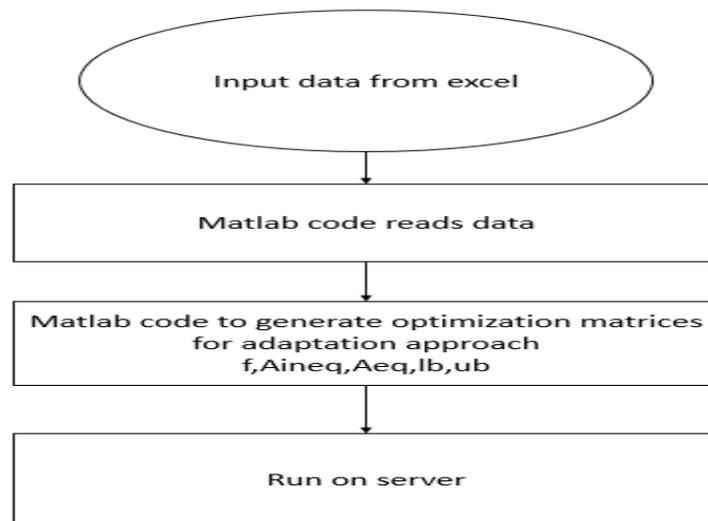 Input data from excel
Matlab code reads data
Matlab code to generate optimization matrices
for adaptation approach
f,Aineq,Aeq,lb,ub
Run on server